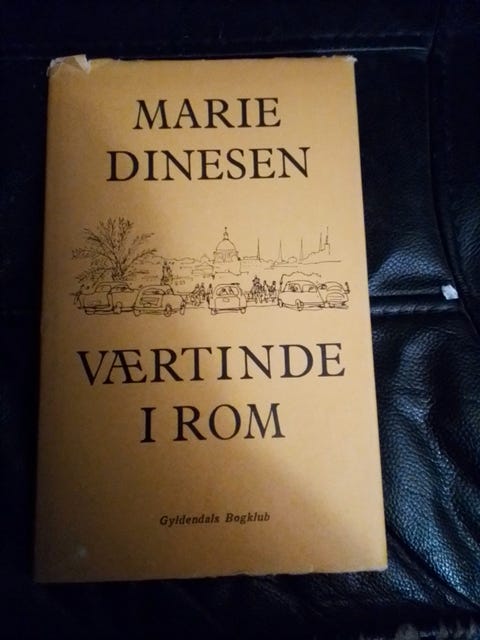 MARIE
DINESEN
VÆRTINDE
I ROM
Gyldendals Bogklub